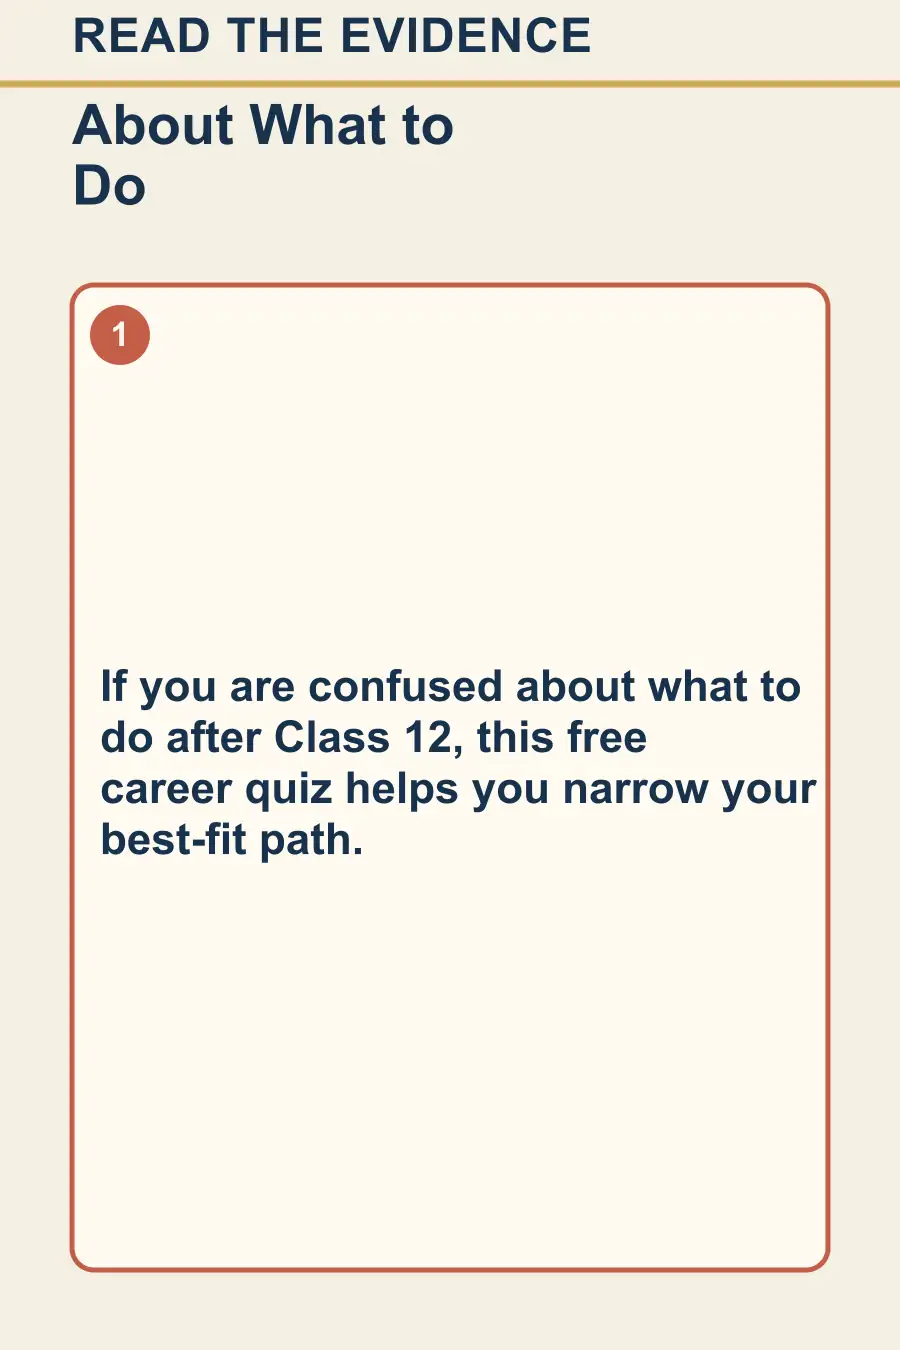 READ THE EVIDENCE
About What to
Do
1
If you are confused about what to
do after Class 12, this free
career quiz helps you narrow your
best-fit path.